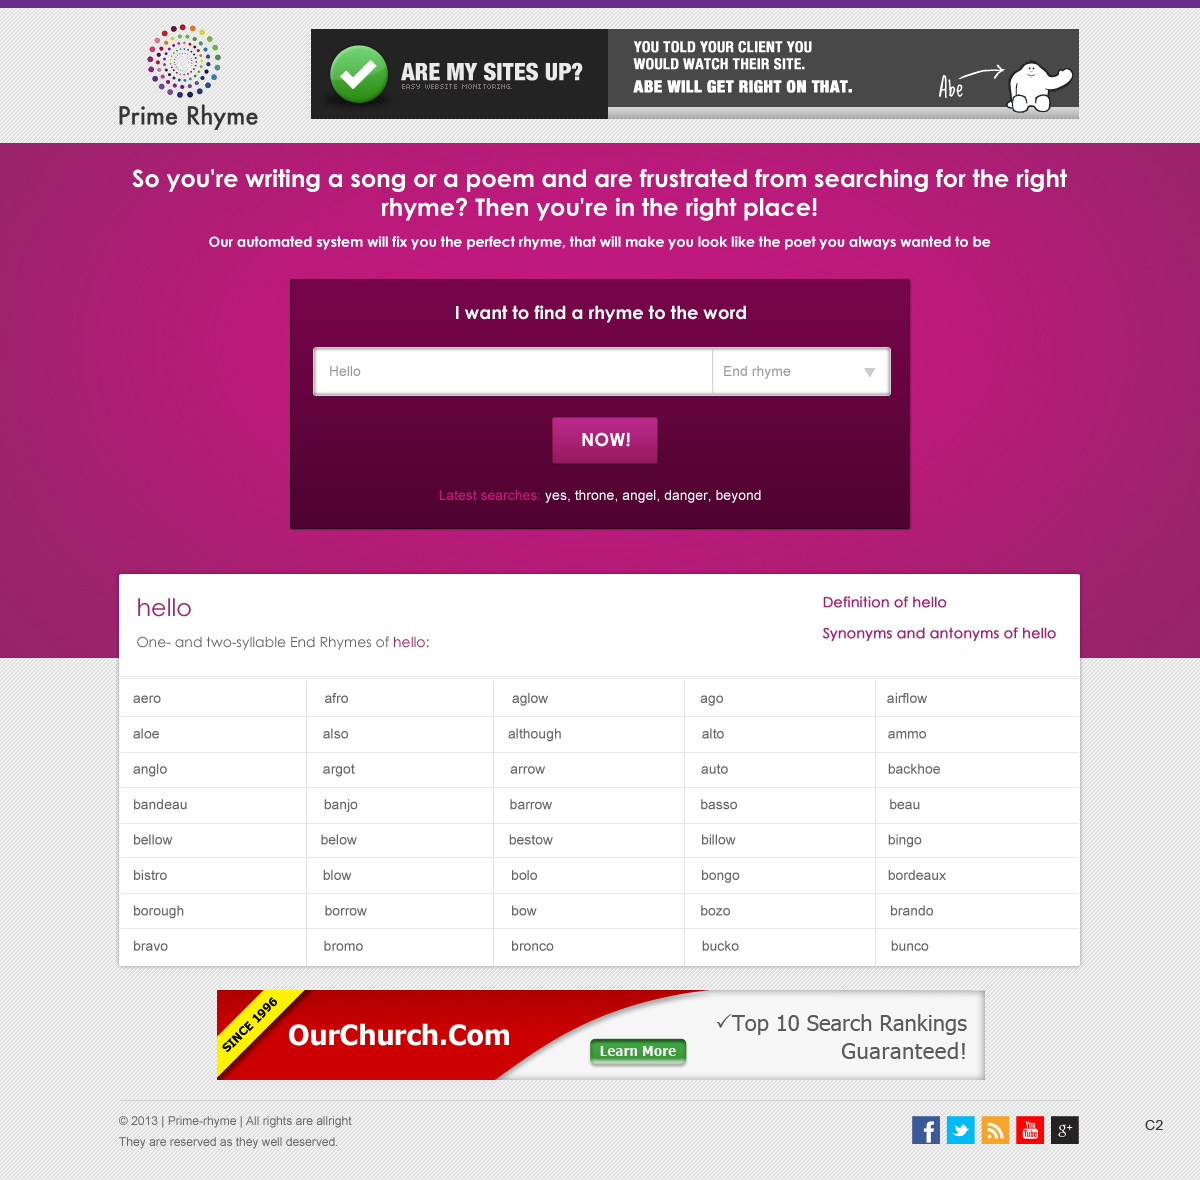 Prime Rhyme
ARE MY SITES UP?
EASY WEBSITE MONITORING.
YOU TOLD YOUR CLIENT YOU
WOULD WATCH THEIR SITE.
ABE WILL GET RIGHT ON THAT.
Abe
So you're writing a song or a poem and are frustrated from searching for the right
rhyme? Then you're in the right place!
Our automated system will fix you the perfect rhyme, that will make you look like the poet you always wanted to be
I want to find a rhyme to the word
Hello End rhyme
NOW!
Latest searches: yes, throne, angel, danger, beyond
hello
One- and two-syllable End Rhymes of hello:
Definition of hello
Synonyms and antonyms of hello
aero afro aglow ago airflow
aloe also although alto ammo
anglo argot arrow auto backhoe
bandeau banjo barrow basso beau
bellow below bestow billow bingo
bistro blow bolo bongo bordeaux
borough borrow bow bozo brando
bravo bromo bronco bucko bunco
SINCE 1996
OurChurch.Com
Learn More
✓Top 10 Search Rankings
Guaranteed!
© 2013 | Prime-rhyme | All rights are allright
They are reserved as they well deserved.
f
You
Tube
g+
C2